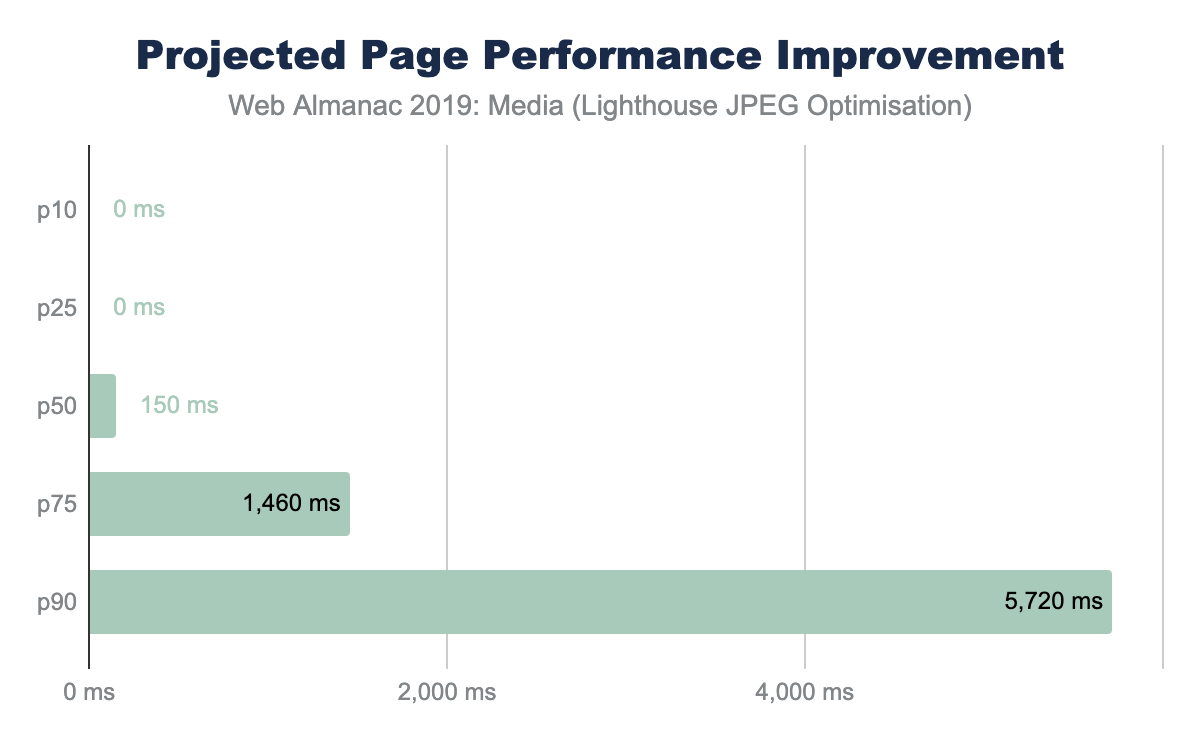 Projected Page Performance Improvement
Web Almanac 2019: Media (Lighthouse JPEG Optimisation)
p10 0 ms
p25 0 ms
p50 150 ms
p75 1,460 ms
p90 5,720 ms
0 ms 2,000 ms 4,000 ms